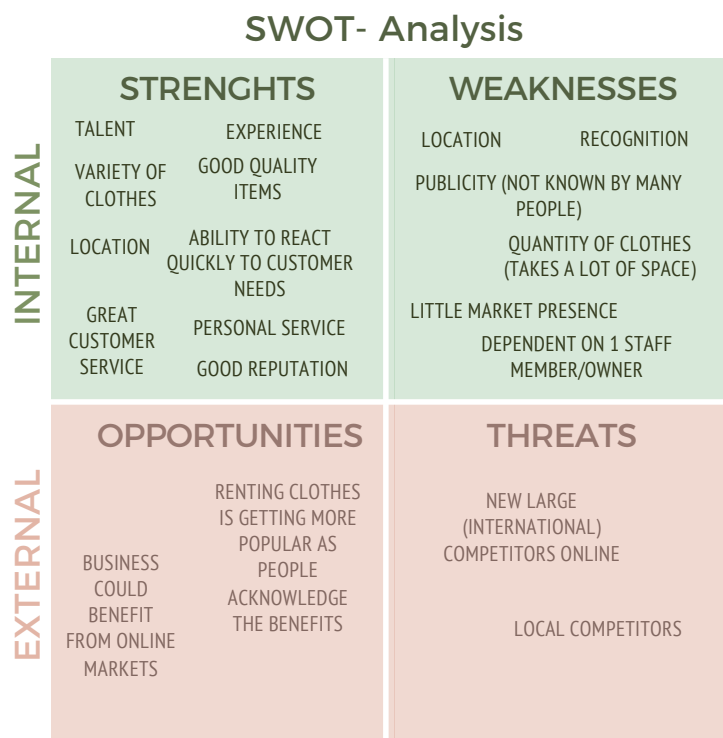 SWOT- Analysis
INTERNAL
STRENGHTS
TALENT
EXPERIENCE
VARIETY OF
CLOTHES
GOOD QUALITY
ITEMS
LOCATION
ABILITY TO REACT
QUICKLY TO CUSTOMER
NEEDS
GREAT
CUSTOMER
SERVICE
PERSONAL SERVICE
GOOD REPUTATION
WEAKNESSES
LOCATION
RECOGNITION
PUBLICITY (NOT KNOWN BY MANY
PEOPLE)
QUANTITY OF CLOTHES
(TAKES A LOT OF SPACE)
LITTLE MARKET PRESENCE
DEPENDENT ON 1 STAFF
MEMBER/OWNER
EXTERNAL
OPPORTUNITIES
RENTING CLOTHES
IS GETTING MORE
POPULAR AS
PEOPLE
ACKNOWLEDGE
THE BENEFITS
BUSINESS
COULD
BENEFIT
FROM ONLINE
MARKETS
THREATS
NEW LARGE
(INTERNATIONAL)
COMPETITORS ONLINE
LOCAL COMPETITORS